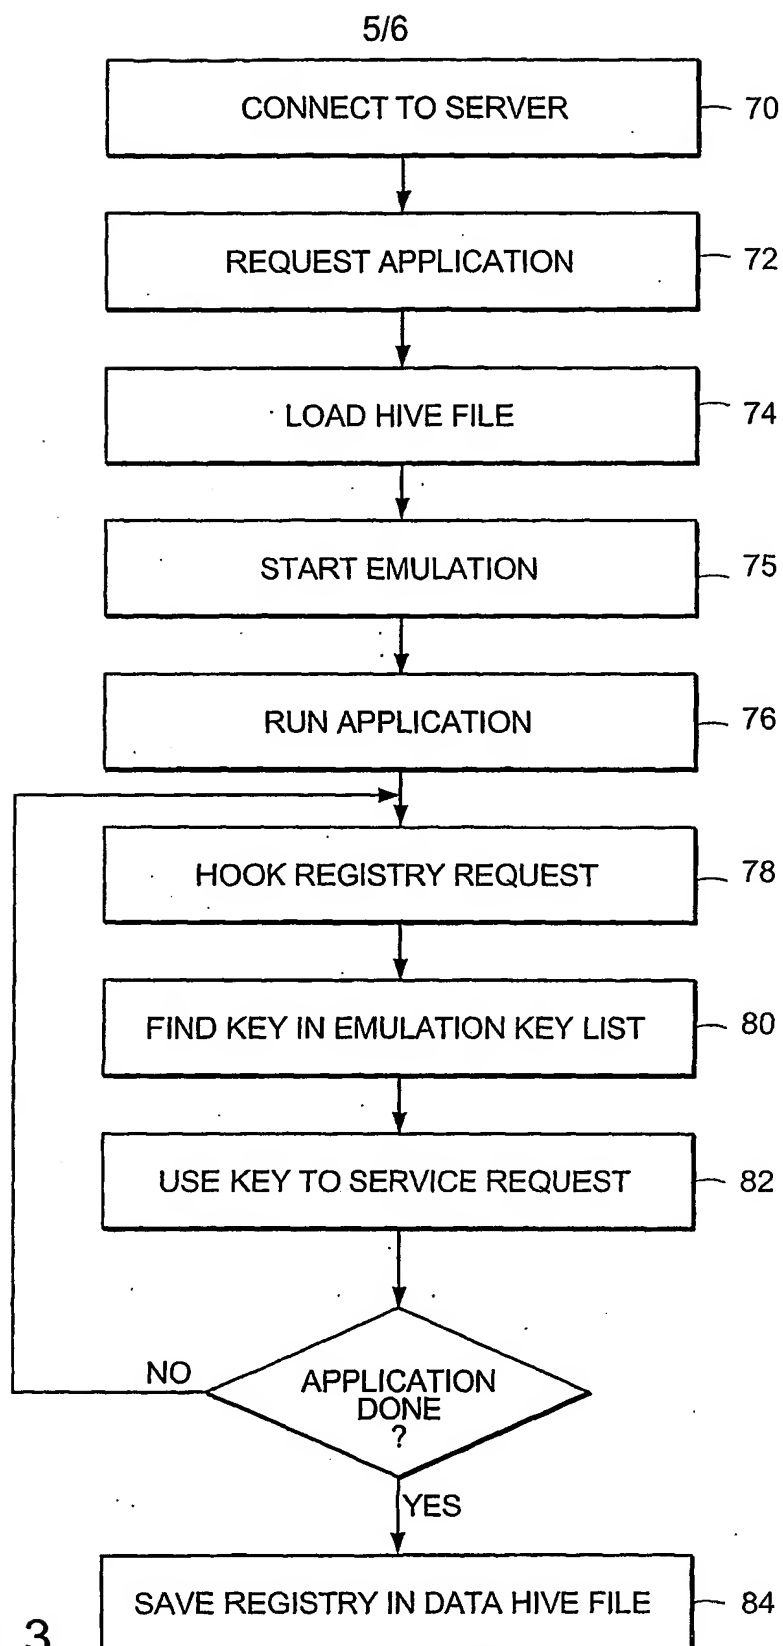 5/6
CONNECT TO SERVER
70
REQUEST APPLICATION
72
LOAD HIVE FILE
74
START EMULATION
75
RUN APPLICATION
76
HOOK REGISTRY REQUEST
78
FIND KEY IN EMULATION KEY LIST
80
USE KEY TO SERVICE REQUEST
82
NO
APPLICATION
DONE
?
YES
SAVE REGISTRY IN DATA HIVE FILE
84
3